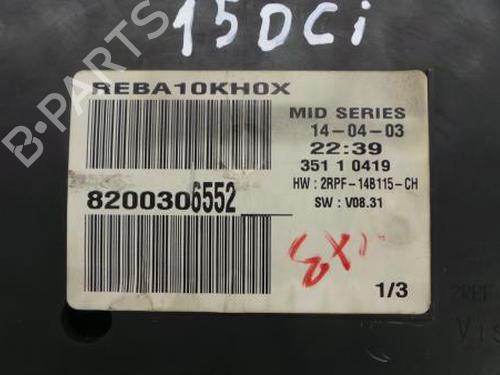 15DCi
REBA10KH0X
MID SERIES
14-04-03
22:39
351 1 0419
HW : 2RPF-14B115-CH
8200306552
SW : V08.31
1/3
B-PARTS